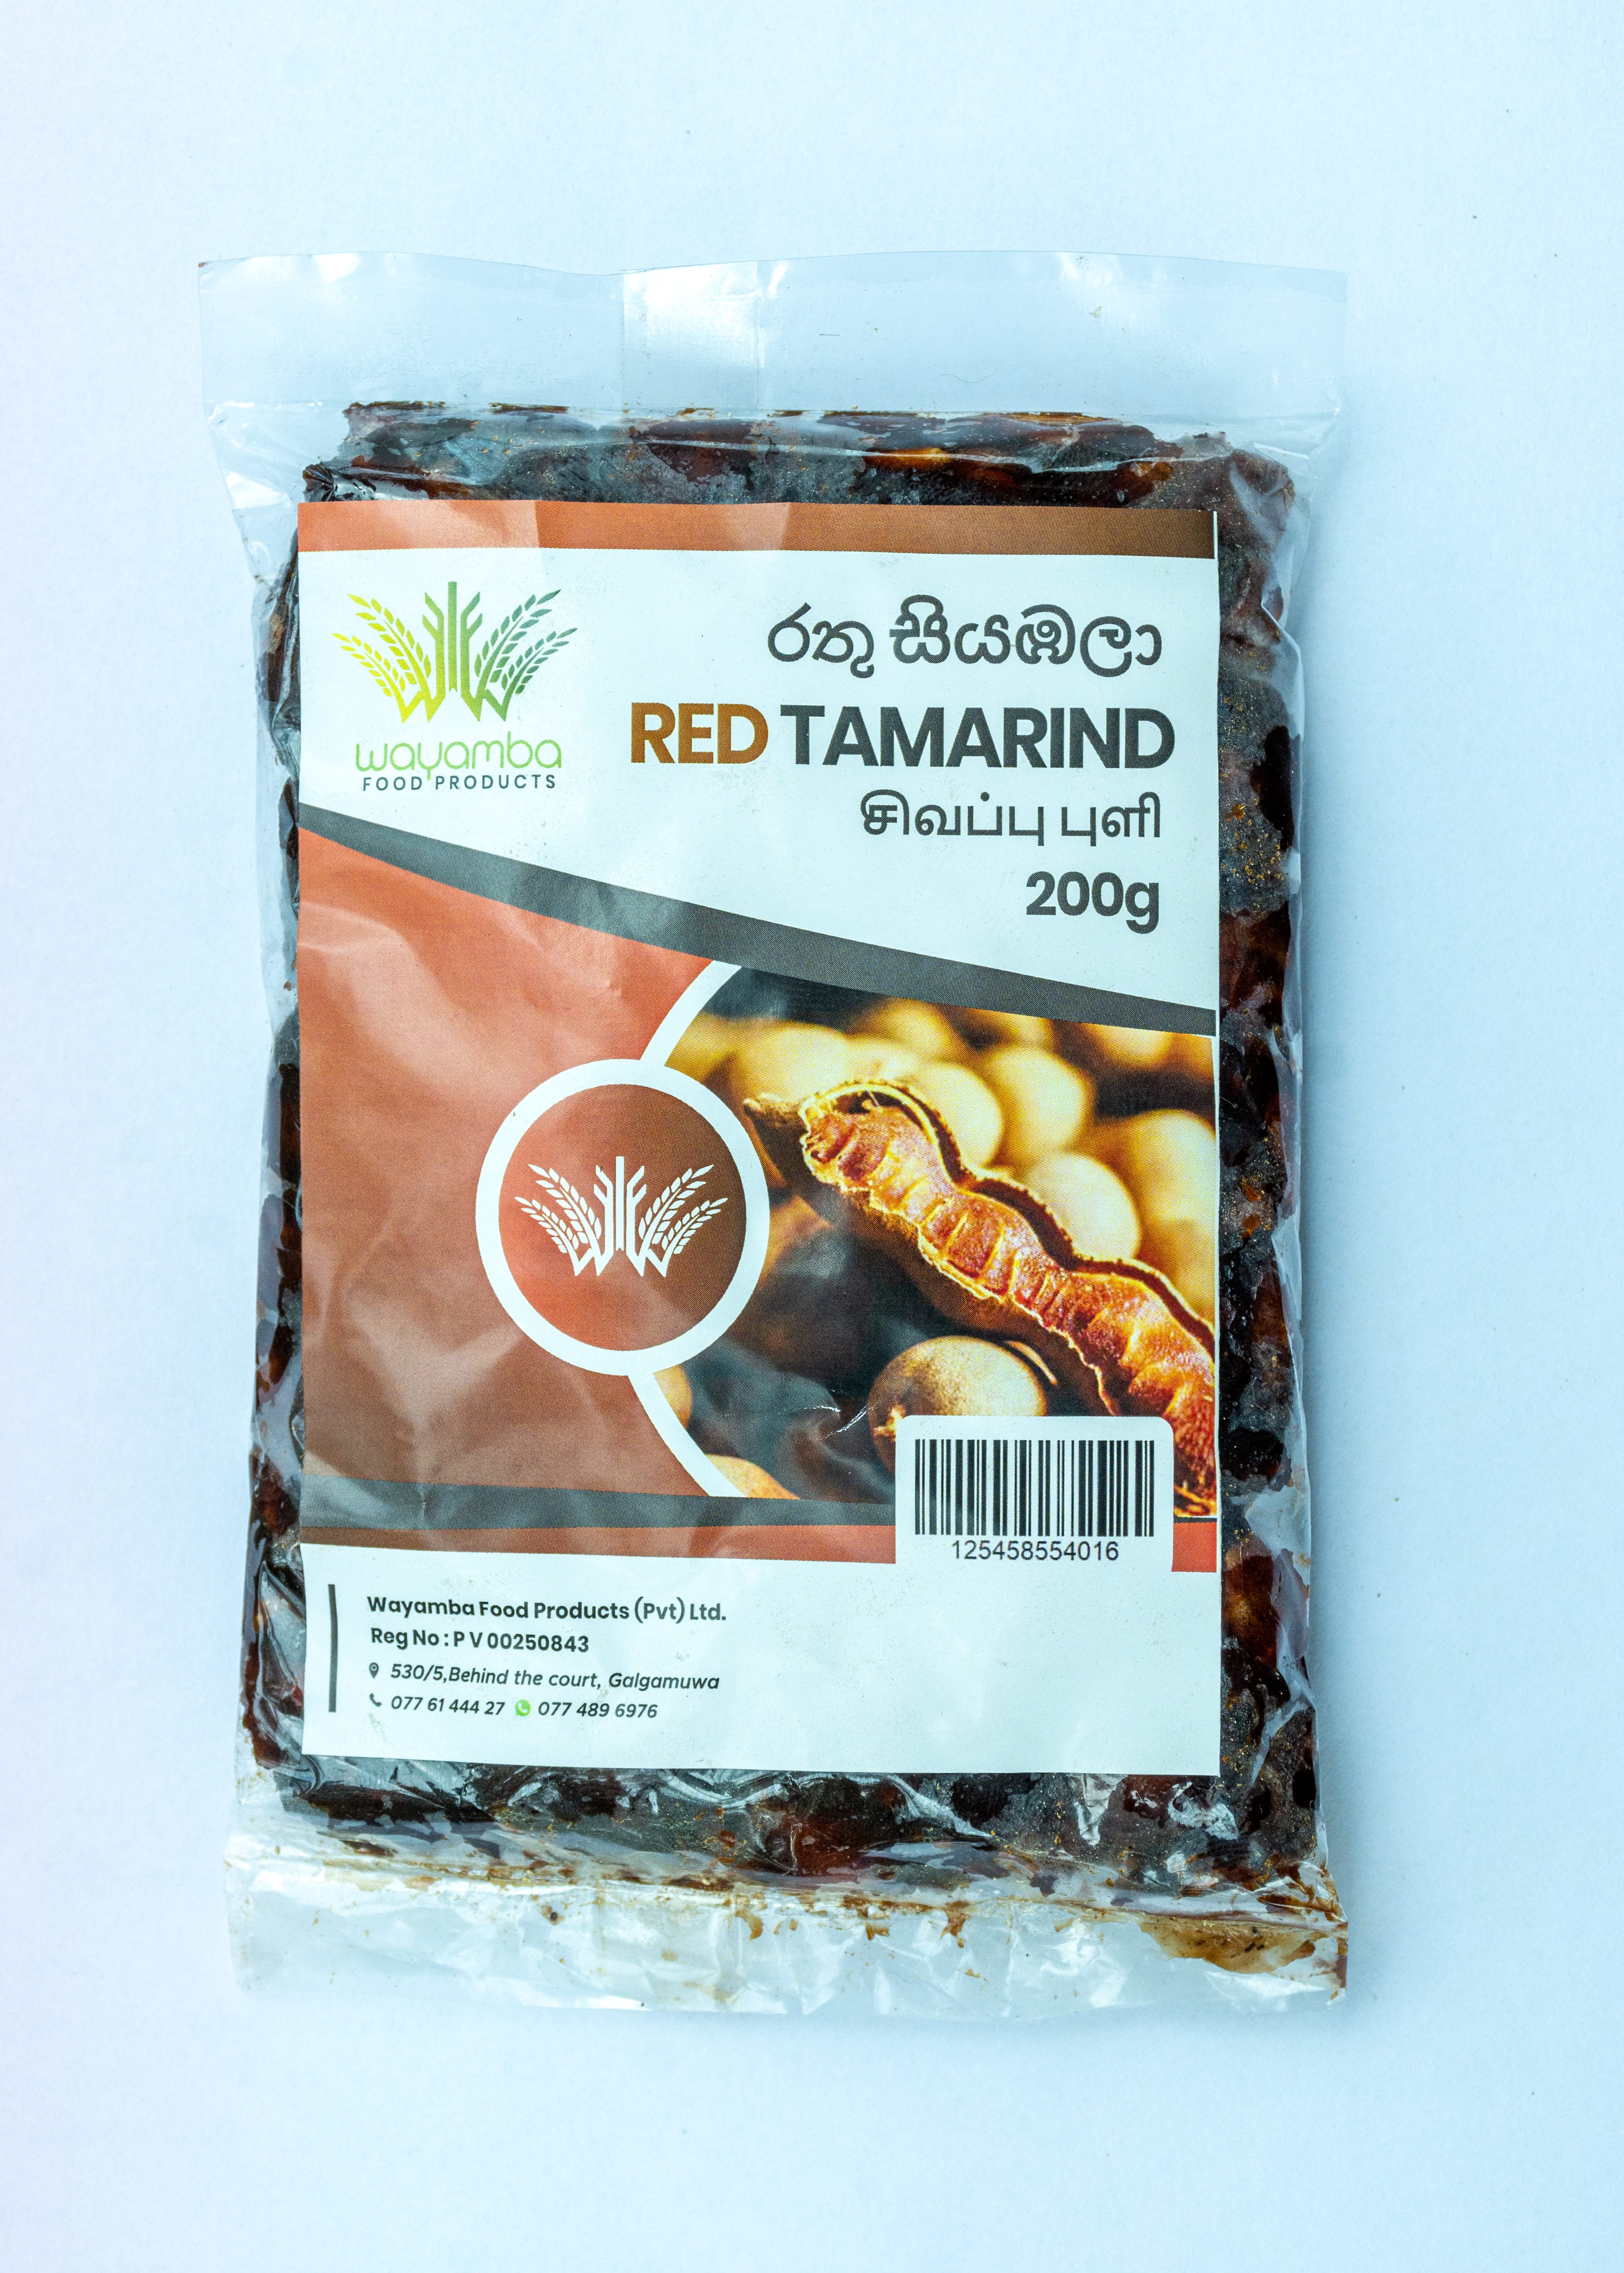 wayamba
FOOD PRODUCTS
රතු සියඹලා
RED TAMARIND
சிவப்பு புளி
200g
125458554016
Wayamba Food Products (Pvt) Ltd.
Reg No : P V 00250843
530/5,Behind the court, Galgamuwa
077 61 444 27 077 489 6976